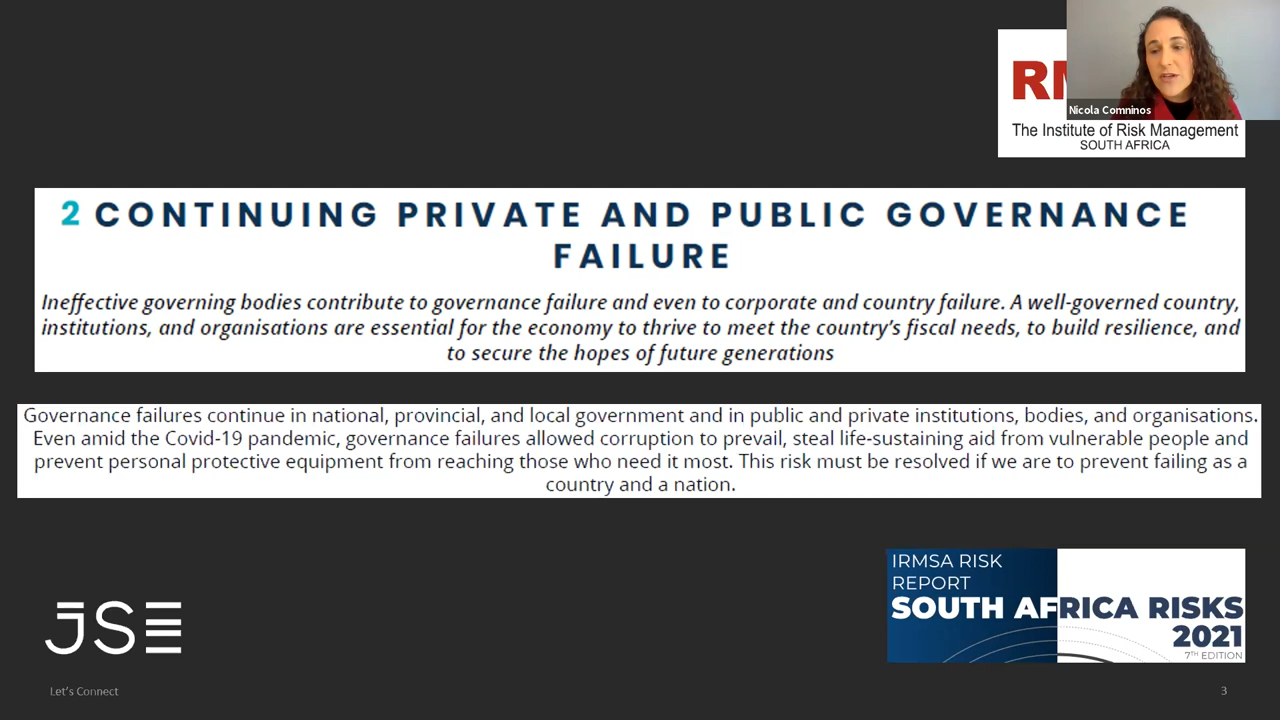 RM
Nicola Comninos
The Institute of Risk Management
SOUTH AFRICA
2 CONTINUING PRIVATE AND PUBLIC GOVERNANCE
FAILURE
Ineffective governing bodies contribute to governance failure and even to corporate and country failure. A well-governed country,
institutions, and organisations are essential for the economy to thrive to meet the country's fiscal needs, to build resilience, and
to secure the hopes of future generations
Governance failures continue in national, provincial, and local government and in public and private institutions, bodies, and organisations.
Even amid the Covid-19 pandemic, governance failures allowed corruption to prevail, steal life-sustaining aid from vulnerable people and
prevent personal protective equipment from reaching those who need it most. This risk must be resolved if we are to prevent failing as a
country and a nation.
IRMSA RISK
REPORT
SOUTH AFRICA RISKS
2021
7TH EDITION
JSE
Let's Connect
3